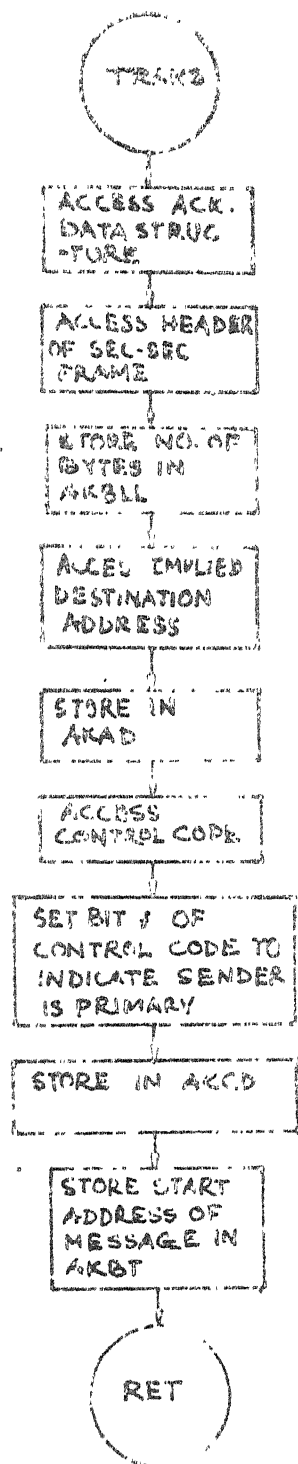 ACCESS ACK.
DATA STRUC
-TURE
ACCESS HEADER
OF SEC-SEC
FRAME
STORE NO. OF
BYTES IN
AKBLL
ACCES IMPLIED
DESTINATION
ADDRESS
STORE IN
AKAD
ACCESS
CONTROL CODE
SET BIT OF
CONTROL CODE TO
INDICATE SENDER
IS PRIMARY
STORE IN AKCD
STORE START
ADDRESS OF
MESSAGE IN
AKBT
RET